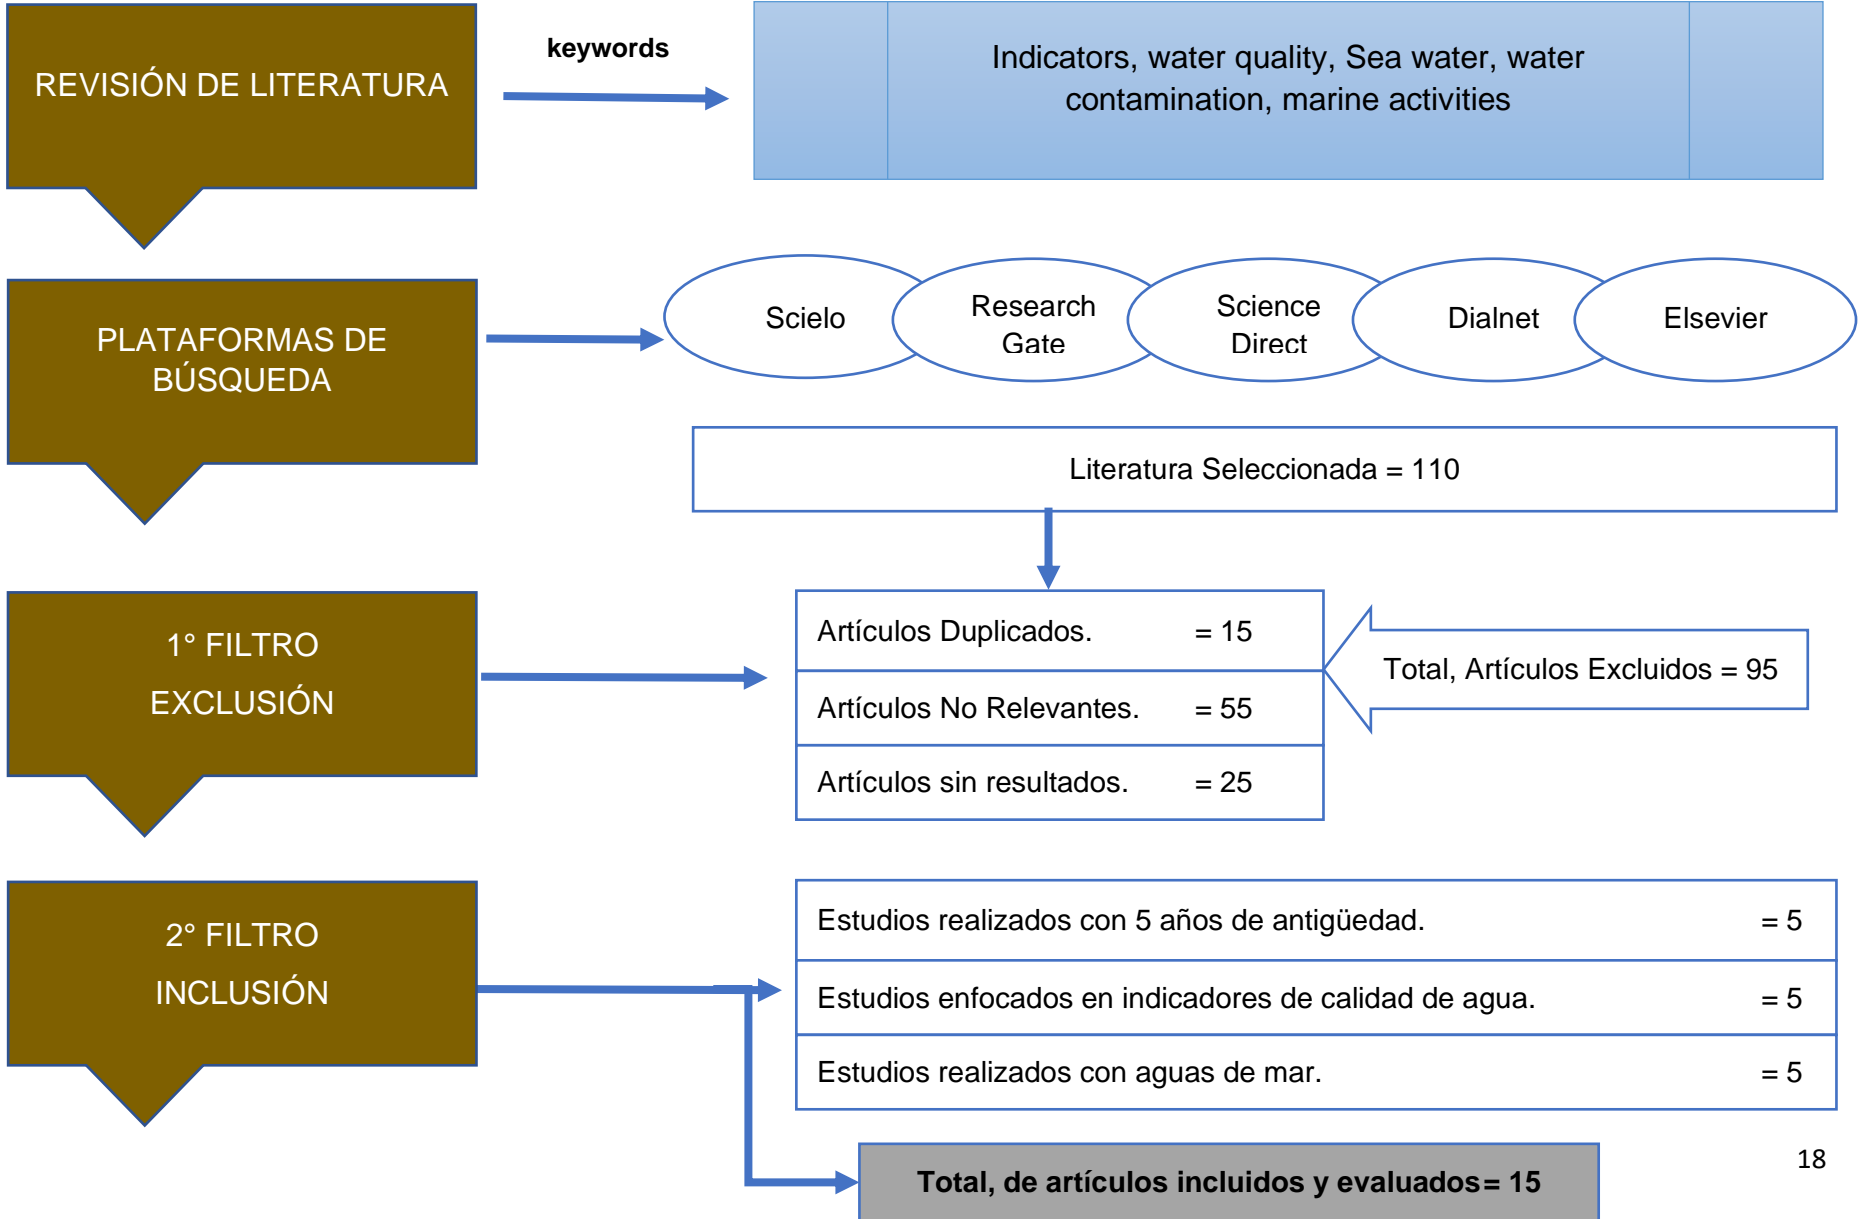 REVISIÓN DE LITERATURA
keywords
Indicators, water quality, Sea water, water
contamination, marine activities
PLATAFORMAS DE
BÚSQUEDA
Scielo
Research
Gate
Science
Direct
Dialnet
Elsevier
Literatura Seleccionada = 110
1° FILTRO
EXCLUSIÓN
Artículos Duplicados. = 15
Artículos No Relevantes. = 55
Artículos sin resultados. = 25
Total, Artículos Excluidos = 95
2° FILTRO
INCLUSIÓN
Estudios realizados con 5 años de antigüedad. = 5
Estudios enfocados en indicadores de calidad de agua. = 5
Estudios realizados con aguas de mar. = 5
Total, de artículos incluidos y evaluados= 15
18